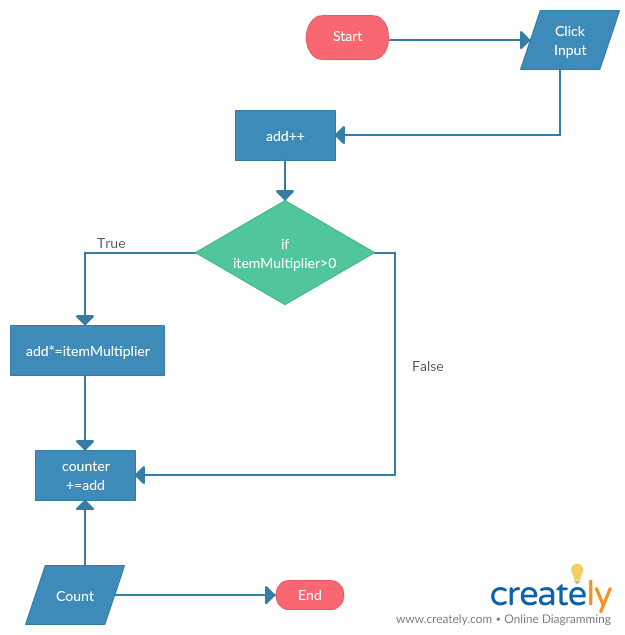 Start
Click
Input
add++
if
itemMultiplier>0
True
add*=itemMultiplier
False
counter
+=add
Count
End
creately
www.creately.com • Online Diagramming